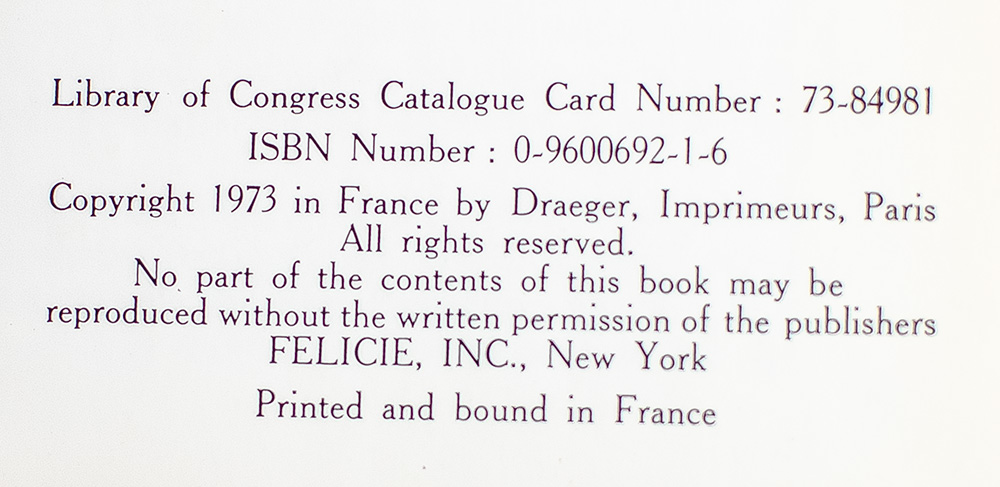 Library of Congress Catalogue Card Number : 73-84981
ISBN Number : 0-9600692-1-6
Copyright 1973 in France by Draeger, Imprimeurs, Paris
All rights reserved.
No part of the contents of this book may be
reproduced without the written permission of the publishers
FELICIE, INC., New York
Printed and bound in France